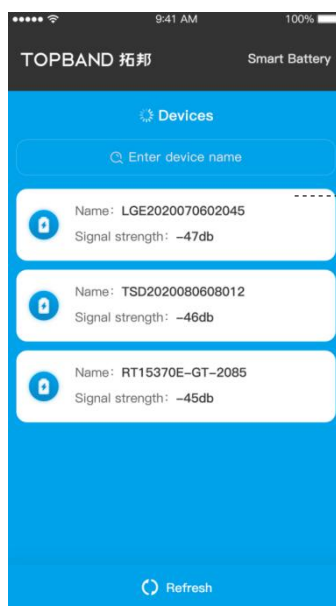 9:41 AM
100%
TOPBAND 拓邦
Smart Battery
Devices
Enter device name
Name: LGE2020070602045
Signal strength: -47db
Name: TSD2020080608012
Signal strength: -46db
Name: RT15370E-GT-2085
Signal strength: -45db
Refresh